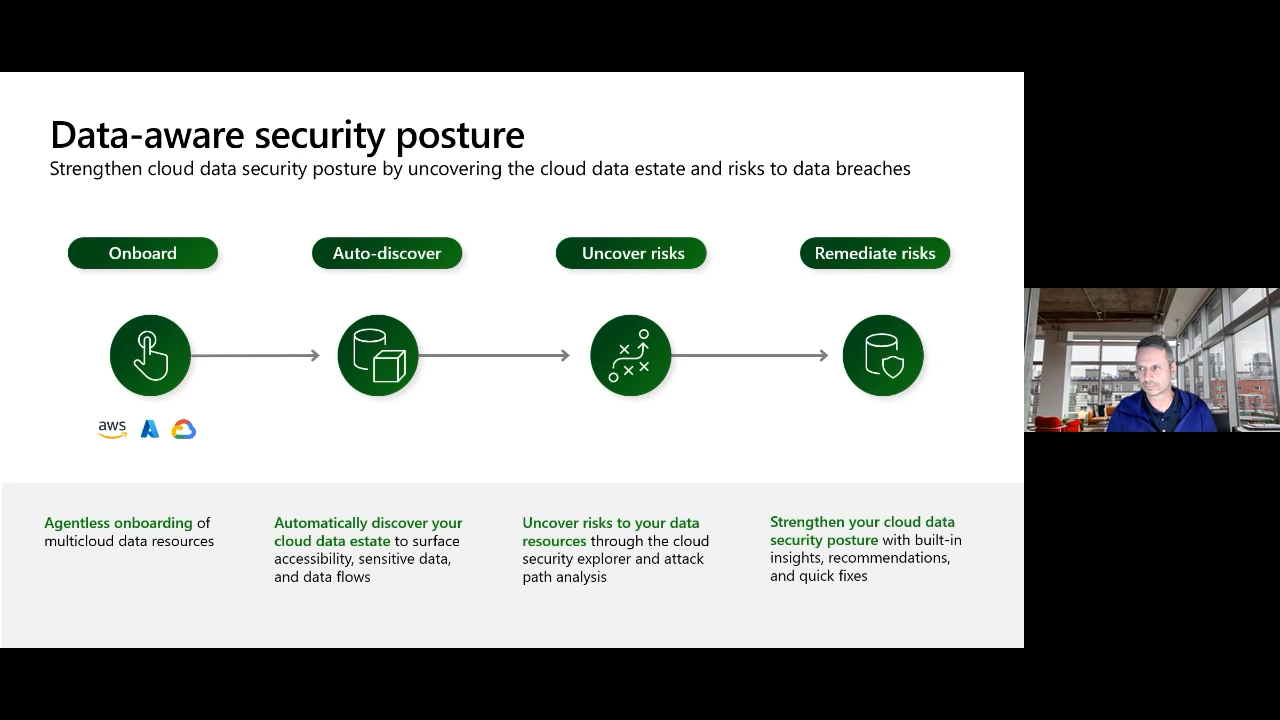 Data-aware security posture
Strengthen cloud data security posture by uncovering the cloud data estate and risks to data breaches
Onboard
Auto-discover
Uncover risks
Remediate risks
aws
Agentless onboarding of
multicloud data resources
Automatically discover your
cloud data estate to surface
accessibility, sensitive data,
and data flows
Uncover risks to your data
resources through the cloud
security explorer and attack
path analysis
Strengthen your cloud data
security posture with built-in
insights, recommendations,
and quick fixes